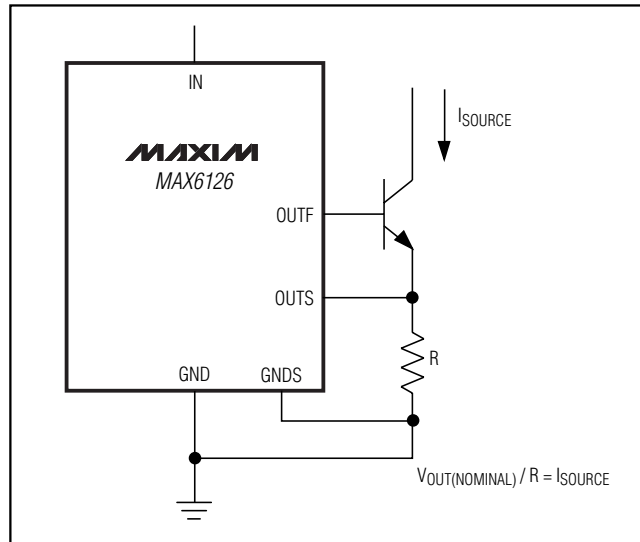 IN
ISOURCE
MAXIM
MAX6126
OUTF
OUTS
R
GND
GNDS
VOUT(NOMINAL) / R = ISOURCE